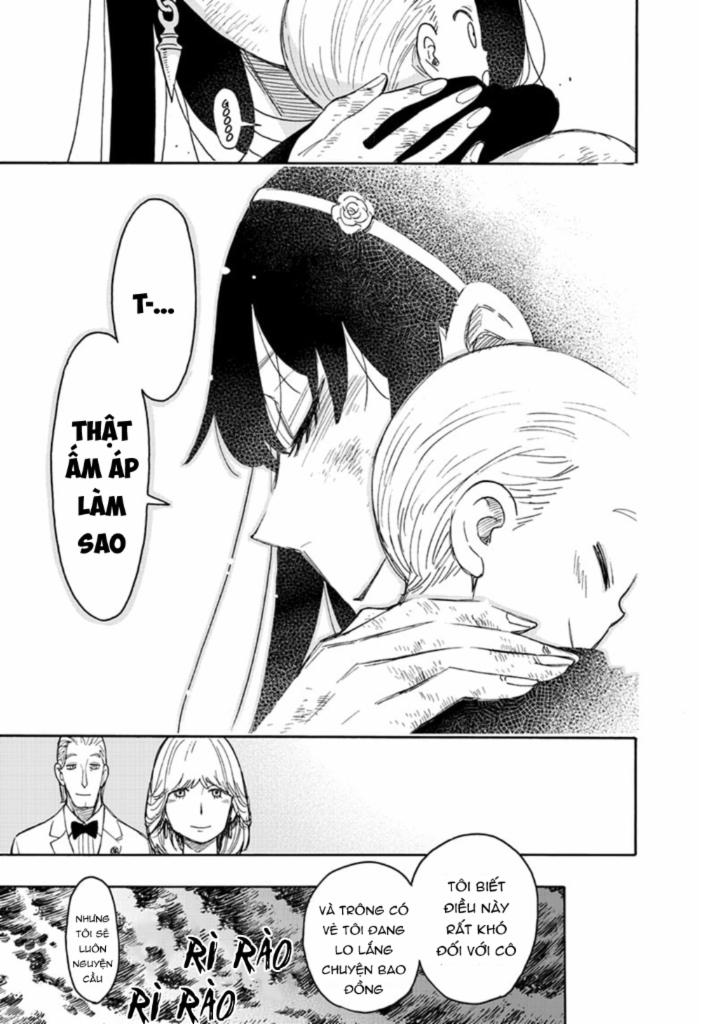 GOOOO
T-...
THẬT
ẤM ÁP
LÀM
SAO
TÔI BIẾT
ĐIỀU NÀY
RẤT KHÓ
ĐỐI VỚI CÔ
VÀ TRÔNG CÓ
VẺ TÔI ĐANG
LO LẮNG
CHUYỆN BAO
ĐỒNG
RÌ RÀO
RÌ RÀO
NHƯNG
TÔI SẼ
LUÔN
NGUYỆN
CẦU